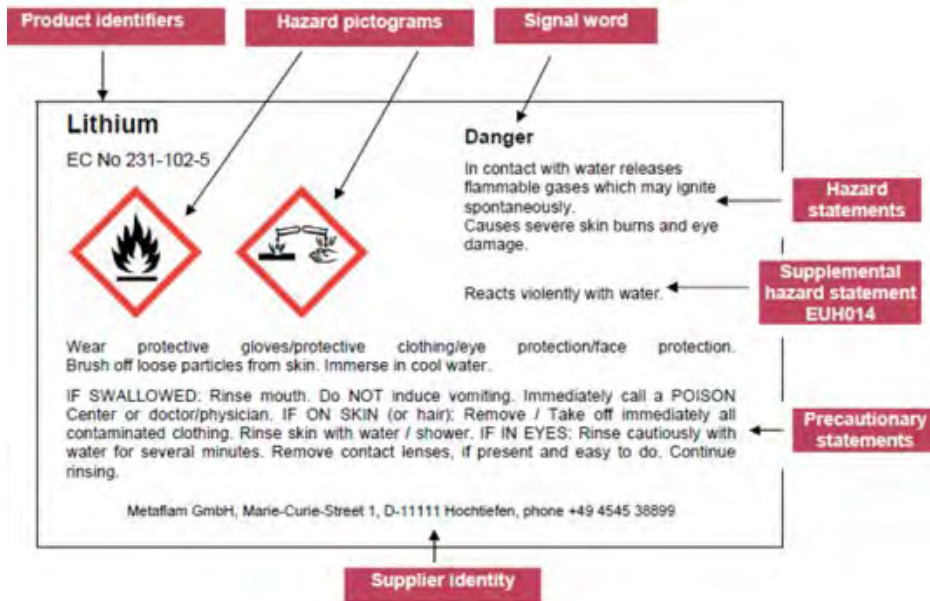 Product identifiers
Hazard pictograms
Signal word
Lithium
EC No 231-102-5
Danger
In contact with water releases
flammable gases which may ignite
spontaneously.
Causes severe skin burns and eye
damage.
Hazard
statements
Reacts violently with water.
Supplemental
hazard statement
EUH014
Wear protective gloves/protective clothing/eye protection/face protection.
Brush off loose particles from skin. Immerse in cool water.
IF SWALLOWED: Rinse mouth. Do NOT induce vomiting. Immediately call a POISON
Center or doctor/physician. IF ON SKIN (or hair): Remove / Take off immediately all
contaminated clothing. Rinse skin with water / shower. IF IN EYES: Rinse cautiously with
water for several minutes. Remove contact lenses, if present and easy to do. Continue
rinsing.
Precautionary
statements
Metaflam GmbH, Marie-Curie-Street 1, D-11111 Hochtiefen, phone +49 4545 38899
Supplier identity